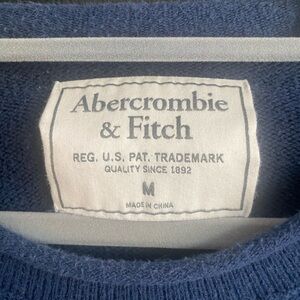 Abercrombie
& Fitch
REG. U.S. PAT. TRADEMARK
QUALITY SINCE 1892
M
MADE IN CHINA